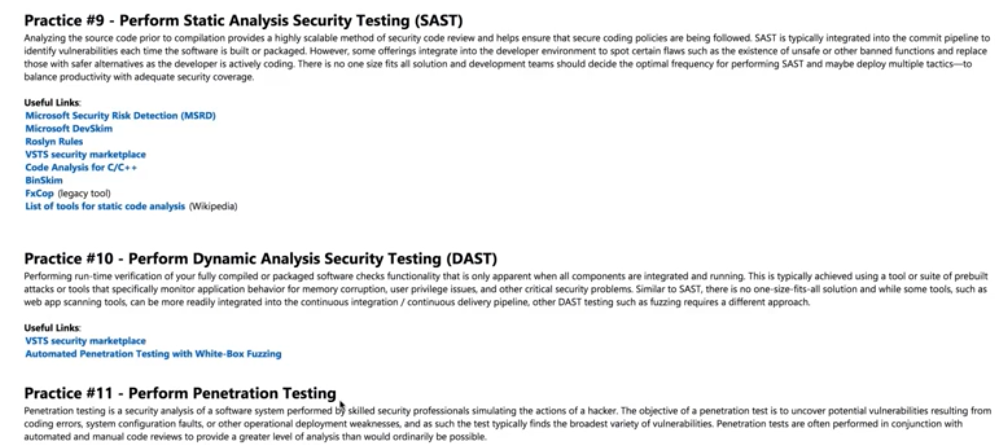 Practice #9 - Perform Static Analysis Security Testing (SAST)
Analyzing the source code prior to compilation provides a highly scalable method of security code review and helps ensure that secure coding policies are being followed. SAST is typically integrated into the commit pipeline to
identify vulnerabilities each time the software is built or packaged. However, some offerings integrate into the developer environment to spot certain flaws such as the existence of unsafe or other banned functions and replace
those with safer alternatives as the developer is actively coding. There is no one size fits all solution and development teams should decide the optimal frequency for performing SAST and maybe deploy multiple tactics—to
balance productivity with adequate security coverage.
Useful Links:
Microsoft Security Risk Detection (MSRD)
Microsoft DevSkim
Roslyn Rules
VSTS security marketplace
Code Analysis for C/C++
BinSkim
FxCop (legacy tool)
List of tools for static code analysis (Wikipedia)
Practice #10 - Perform Dynamic Analysis Security Testing (DAST)
Performing run-time verification of your fully compiled or packaged software checks functionality that is only apparent when all components are integrated and running. This is typically achieved using a tool or suite of prebuilt
attacks or tools that specifically monitor application behavior for memory corruption, user privilege issues, and other critical security problems. Similar to SAST, there is no one-size-fits-all solution and while some tools, such as
web app scanning tools, can be more readily integrated into the continuous integration / continuous delivery pipeline, other DAST testing such as fuzzing requires a different approach.
Useful Links:
VSTS security marketplace
Automated Penetration Testing with White-Box Fuzzing
Practice #11 - Perform Penetration Testing
Penetration testing is a security analysis of a software system performed by skilled security professionals simulating the actions of a hacker. The objective of a penetration test is to uncover potential vulnerabilities resulting from
coding errors, system configuration faults, or other operational deployment weaknesses, and as such the test typically finds the broadest variety of vulnerabilities. Penetration tests are often performed in conjunction with
automated and manual code reviews to provide a greater level of analysis than would ordinarily be possible.